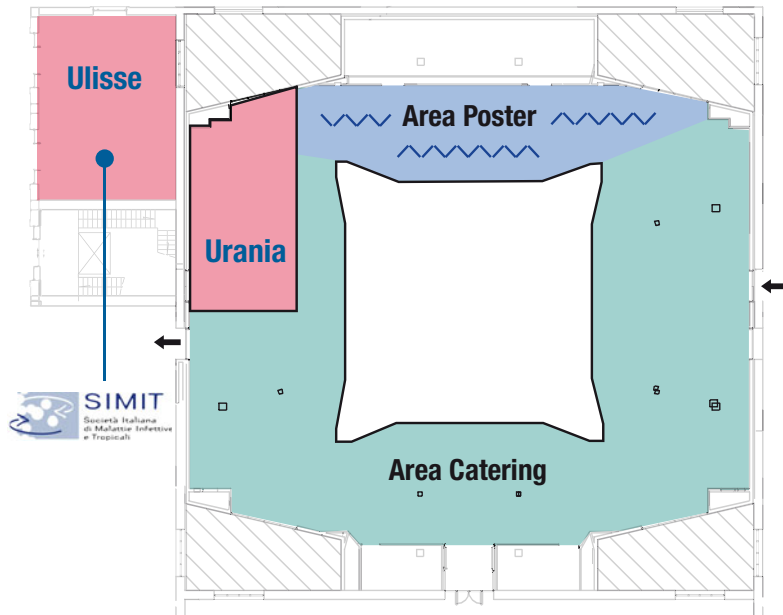 Ulisse
Area Poster
Urania
SIMIT
Società Italiana
di Malattie Infettive
e Tropicali
Area Catering